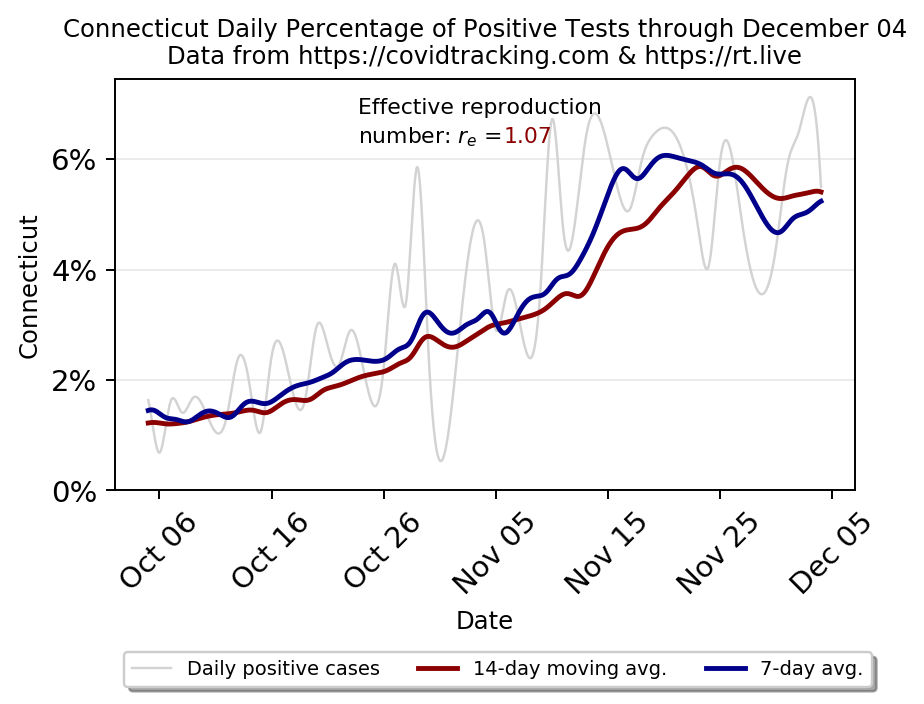 Connecticut Daily Percentage of Positive Tests through December 04
Data from https://covidtracking.com & https://rt.live
Effective reproduction
number: rₑ =1.07
6%
4%
2%
0%
Connecticut
Oct 06
Oct 16
Oct 26
Nov 05
Nov 15
Nov 25
Dec 05
Date
Daily positive cases
14-day moving avg.
7-day avg.